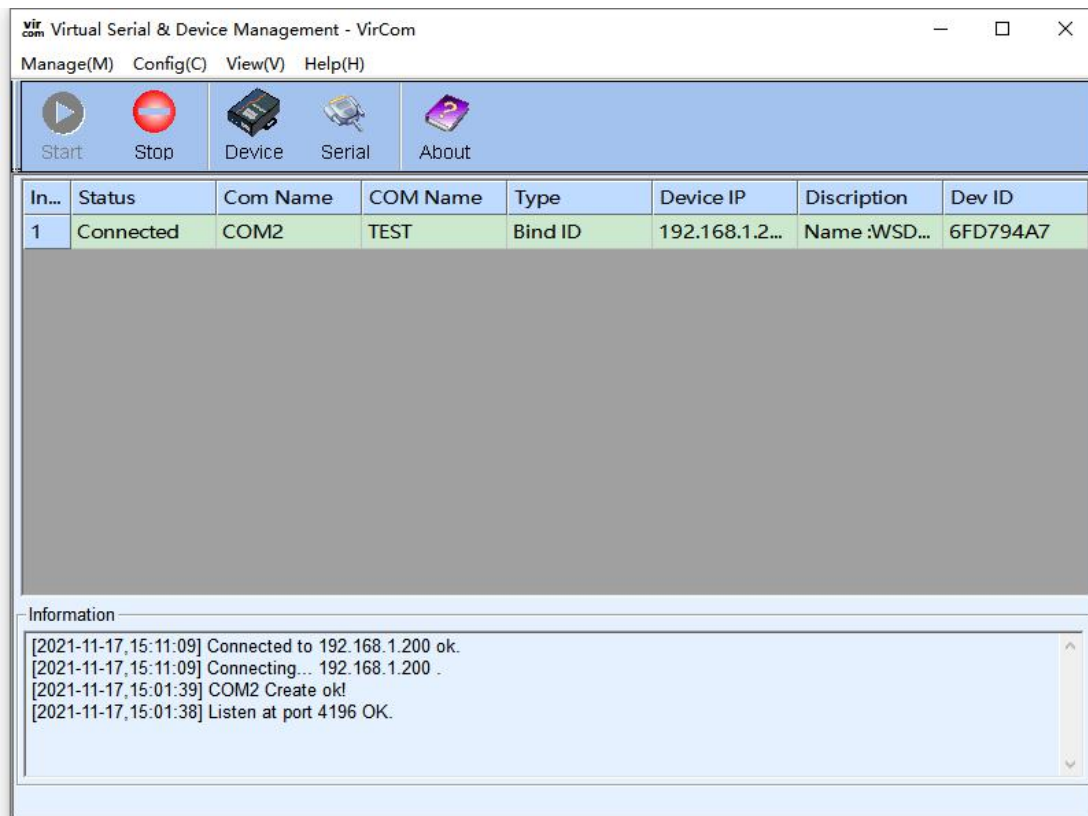 vir com Virtual Serial & Device Management - VirCom
Manage(M) Config(C) View(V) Help(H)
Start Stop Device Serial About
In... Status Com Name COM Name Type Device IP Discription Dev ID
1 Connected COM2 TEST Bind ID 192.168.1.2... Name :WSD... 6FD794A7
Information
[2021-11-17,15:11:09] Connected to 192.168.1.200 ok.
[2021-11-17,15:11:09] Connecting... 192.168.1.200 .
[2021-11-17,15:01:39] COM2 Create ok!
[2021-11-17,15:01:38] Listen at port 4196 OK.